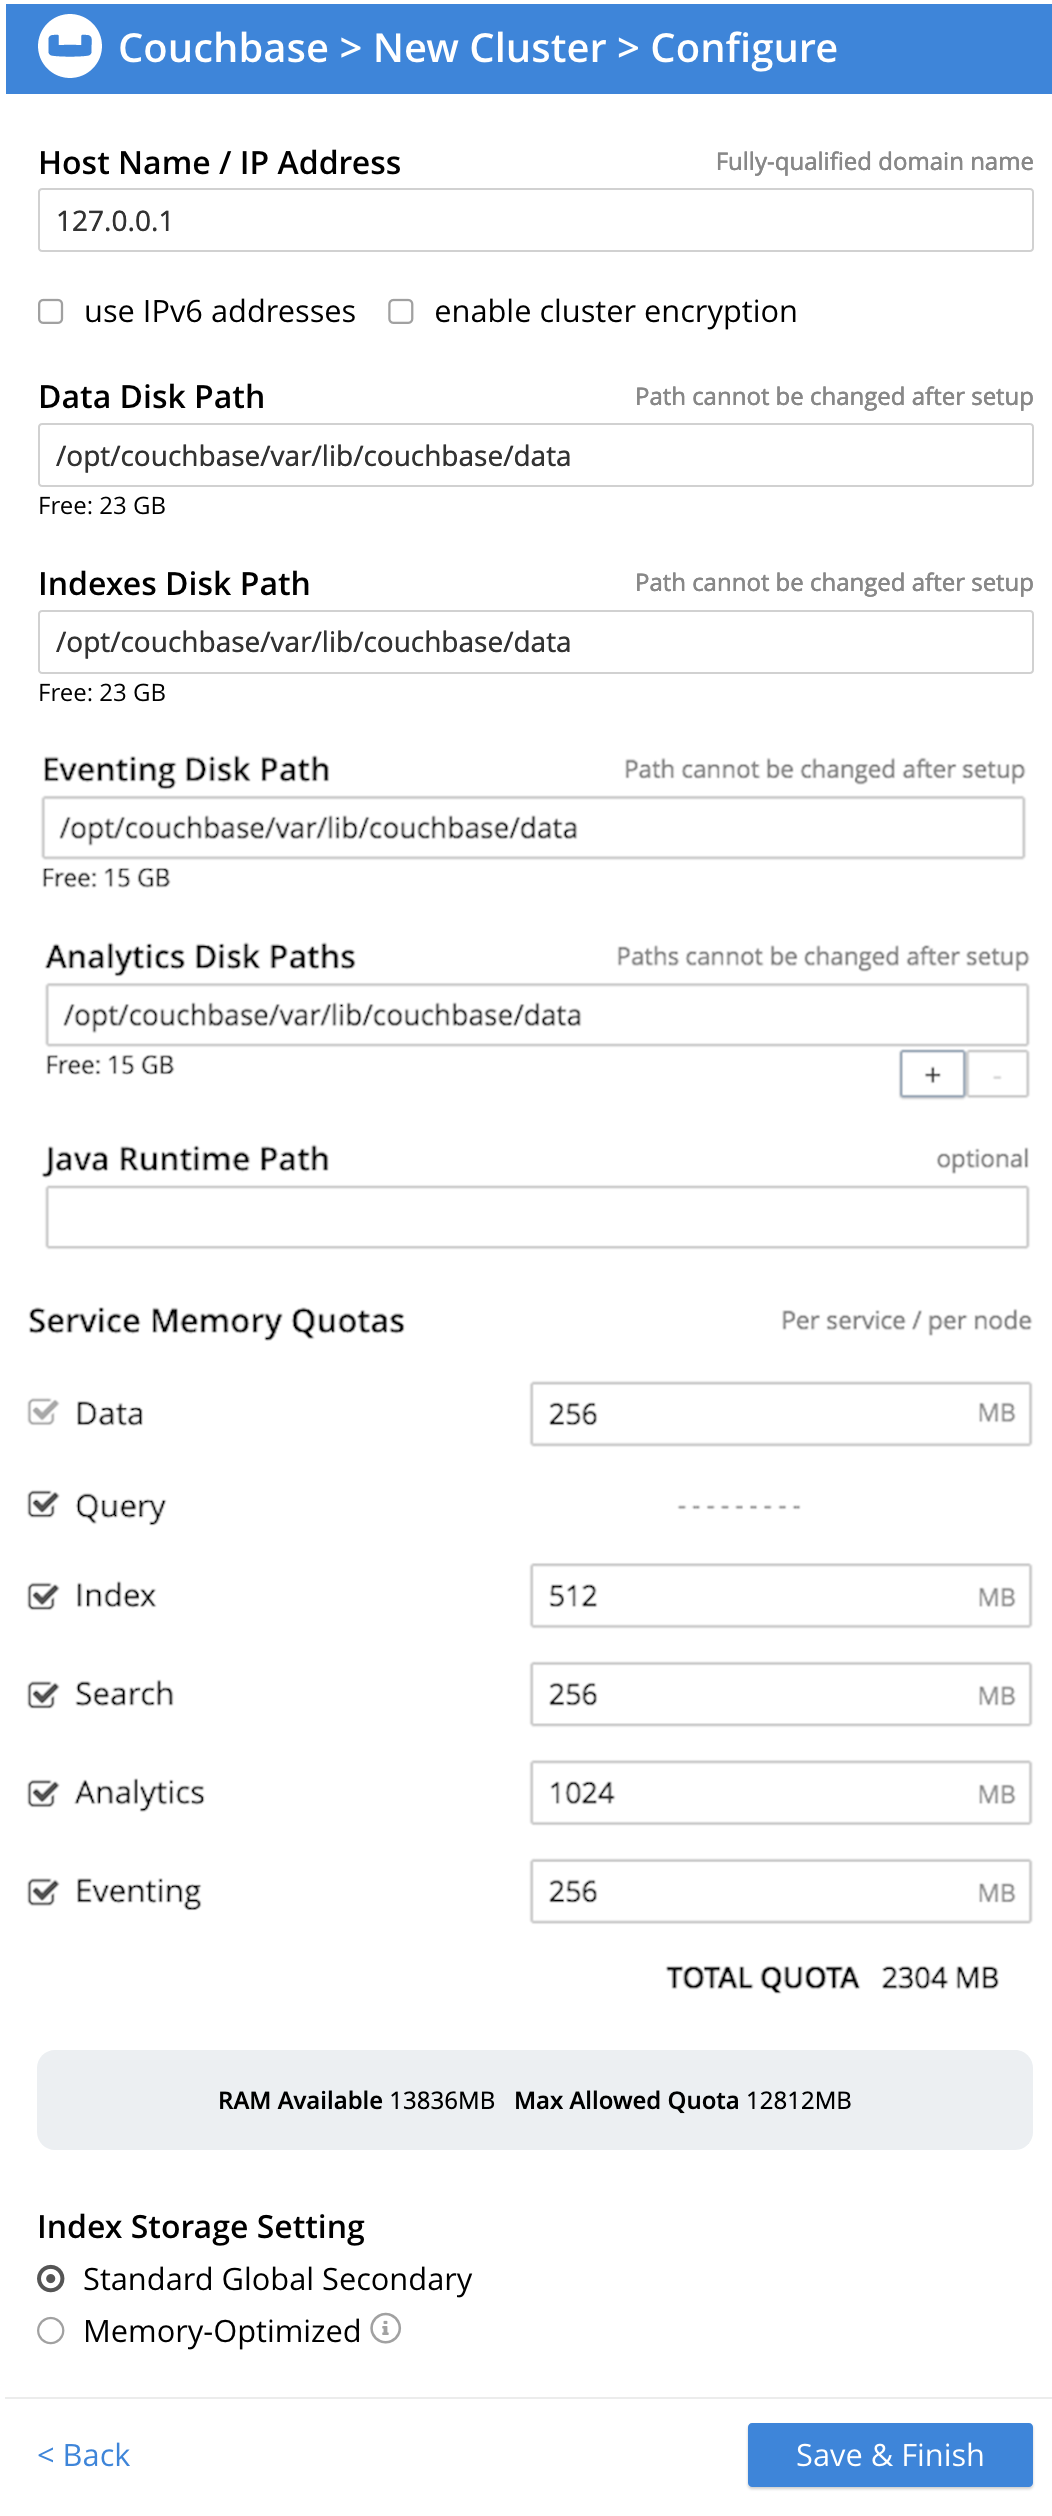 Couchbase > New Cluster > Configure
Host Name / IP Address Fully-qualified domain name
127.0.0.1
use IPv6 addresses enable cluster encryption
Data Disk Path Path cannot be changed after setup
/opt/couchbase/var/lib/couchbase/data
Free: 23 GB
Indexes Disk Path Path cannot be changed after setup
/opt/couchbase/var/lib/couchbase/data
Free: 23 GB
Eventing Disk Path Path cannot be changed after setup
/opt/couchbase/var/lib/couchbase/data
Free: 15 GB
Analytics Disk Paths Paths cannot be changed after setup
/opt/couchbase/var/lib/couchbase/data
Free: 15 GB + -
Java Runtime Path optional
Service Memory Quotas Per service / per node
Data 256 MB
Query ---------
Index 512 MB
Search 256 MB
Analytics 1024 MB
Eventing 256 MB
TOTAL QUOTA 2304 MB
RAM Available 13836MB Max Allowed Quota 12812MB
Index Storage Setting
Standard Global Secondary
Memory-Optimized i
< Back Save & Finish